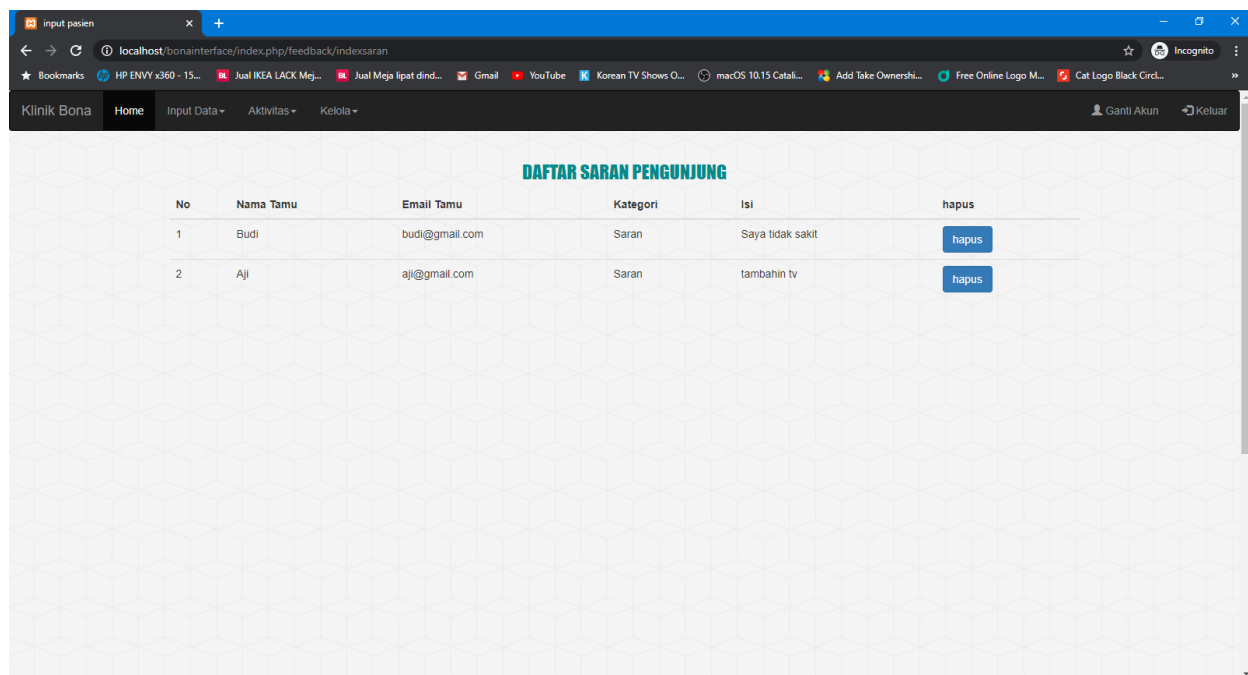 input pasien
localhost/bonainterface/index.php/feedback/indexsaran Incognito
Bookmarks HP ENVY x360 - 15... Jual IKEA LACK Mej... Jual Meja lipat dind... Gmail YouTube Korean TV Shows O... macOS 10.15 Catali... Add Take Ownershi... Free Online Logo M... Cat Logo Black Circl... »
Klinik Bona Home Input Data Aktivitas Kelola Ganti Akun Keluar
DAFTAR SARAN PENGUNJUNG
No Nama Tamu Email Tamu Kategori Isi hapus
1 Budi budi@gmail.com Saran Saya tidak sakit hapus
2 Aji aji@gmail.com Saran tambahin tv hapus